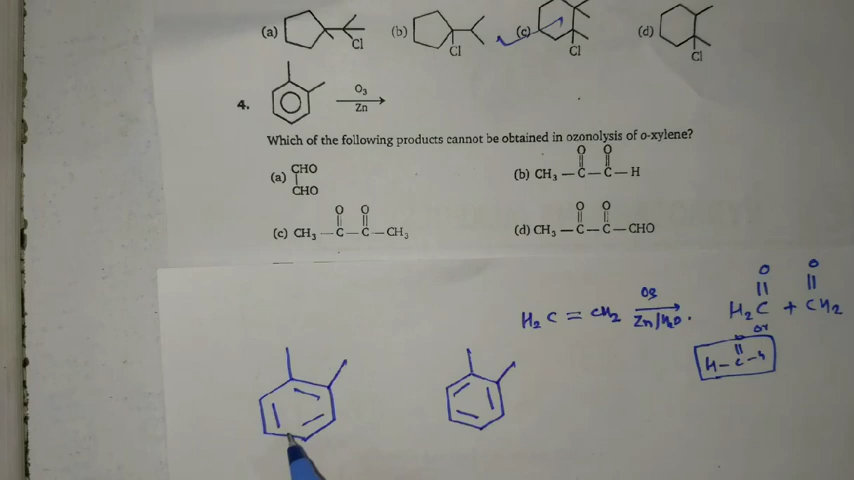 (a) Cl (b) Cl (c) Cl (d) Cl
4. O₃
Zn
Which of the following products cannot be obtained in ozonolysis of o-xylene?
(a) CHO
CHO
O O
(b) CH₃ — C — C — H
O O
(c) CH₃ — C — C — CH₃
O O
(d) CH₃ — C — C — CHO
H₂C = CH₂ O₃ Zn/H₂O .
O O
H₂C + CH₂
or
O
H - C - H